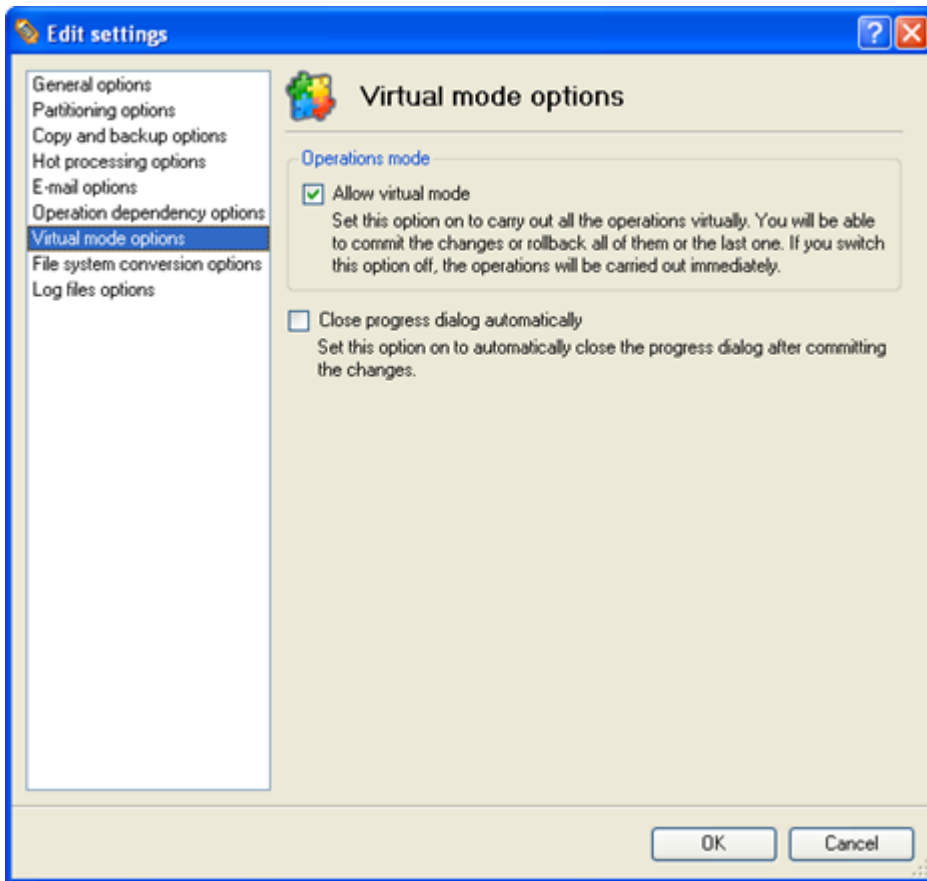 Edit settings
General options
Partitioning options
Copy and backup options
Hot processing options
E-mail options
Operation dependency options
Virtual mode options
File system conversion options
Log files options
Virtual mode options
Operations mode
Allow virtual mode
Set this option on to carry out all the operations virtually. You will be able
to commit the changes or rollback all of them or the last one. If you switch
this option off, the operations will be carried out immediately.
Close progress dialog automatically
Set this option on to automatically close the progress dialog after committing
the changes.
OK
Cancel